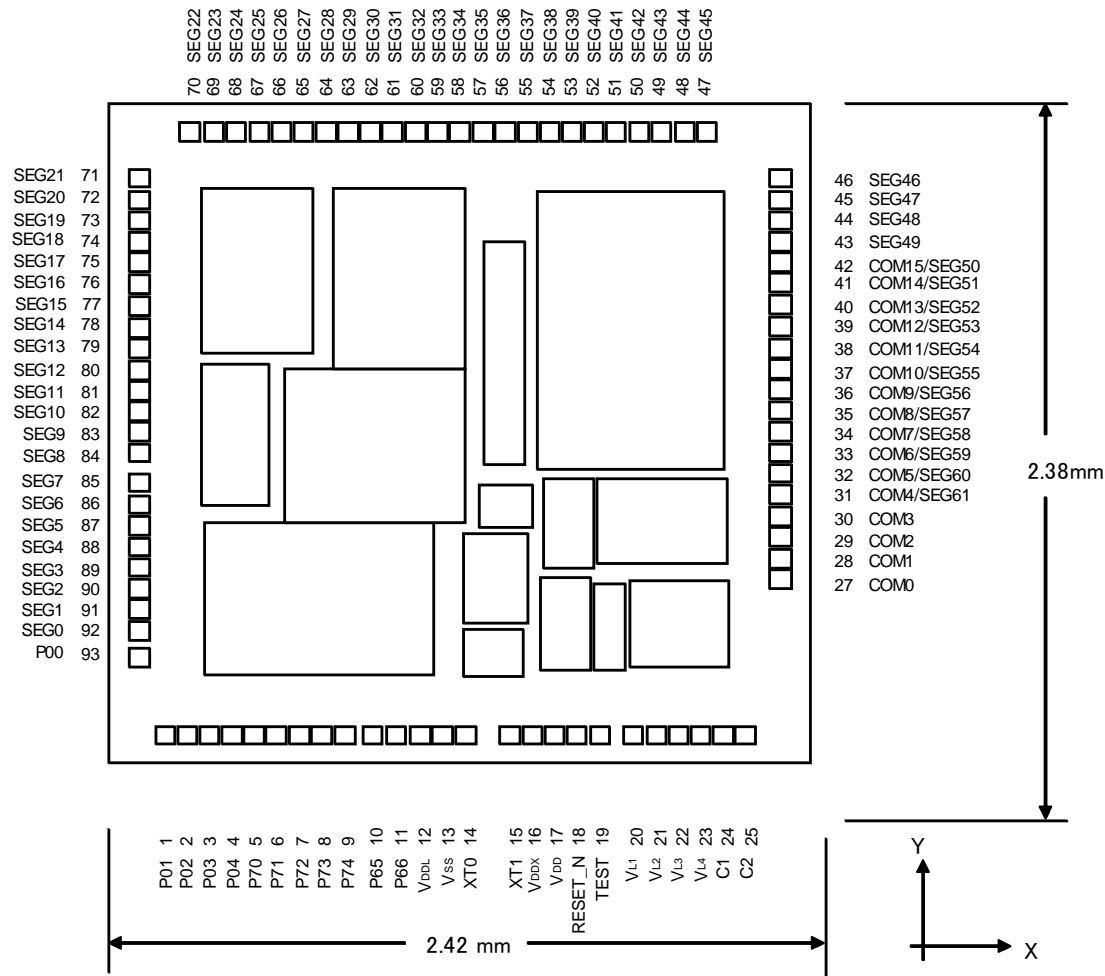 70 SEG22
69 SEG23
68 SEG24
67 SEG25
66 SEG26
65 SEG27
64 SEG28
63 SEG29
62 SEG30
61 SEG31
60 SEG32
59 SEG33
58 SEG34
57 SEG35
56 SEG36
55 SEG37
54 SEG38
53 SEG39
52 SEG40
51 SEG41
50 SEG42
49 SEG43
48 SEG44
47 SEG45
SEG21 71
SEG20 72
SEG19 73
SEG18 74
SEG17 75
SEG16 76
SEG15 77
SEG14 78
SEG13 79
SEG12 80
SEG11 81
SEG10 82
SEG9 83
SEG8 84
SEG7 85
SEG6 86
SEG5 87
SEG4 88
SEG3 89
SEG2 90
SEG1 91
SEG0 92
P00 93
46 SEG46
45 SEG47
44 SEG48
43 SEG49
42 COM15/SEG50
41 COM14/SEG51
40 COM13/SEG52
39 COM12/SEG53
38 COM11/SEG54
37 COM10/SEG55
36 COM9/SEG56
35 COM8/SEG57
34 COM7/SEG58
33 COM6/SEG59
32 COM5/SEG60
31 COM4/SEG61
30 COM3
29 COM2
28 COM1
27 COM0
2.38mm
P01 1
P02 2
P03 3
P04 4
P70 5
P71 6
P72 7
P73 8
P74 9
P65 10
P66 11
VDDL 12
VSS 13
XT0 14
XT1 15
VDDX 16
VDD 17
RESET_N 18
TEST 19
VL1 20
VL2 21
VL3 22
VL4 23
C1 24
C2 25
2.42 mm
Y
X